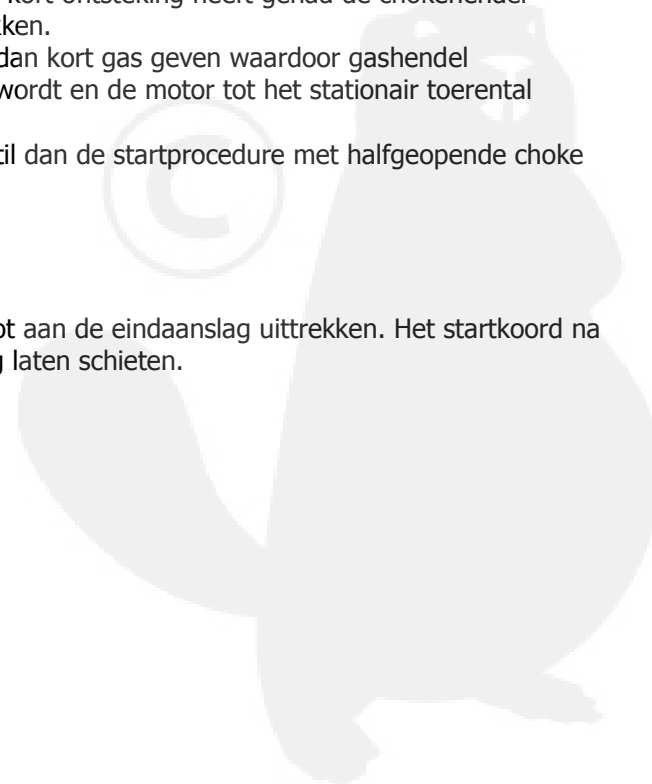 kort ontsteking heeft gehad de chokehendel
kken.
dan kort gas geven waardoor gashendel
wordt en de motor tot het stationair toerental
til dan de startprocedure met halfgeopende choke
©
ot aan de eindaanslag uittrekken. Het startkoord na
g laten schieten.